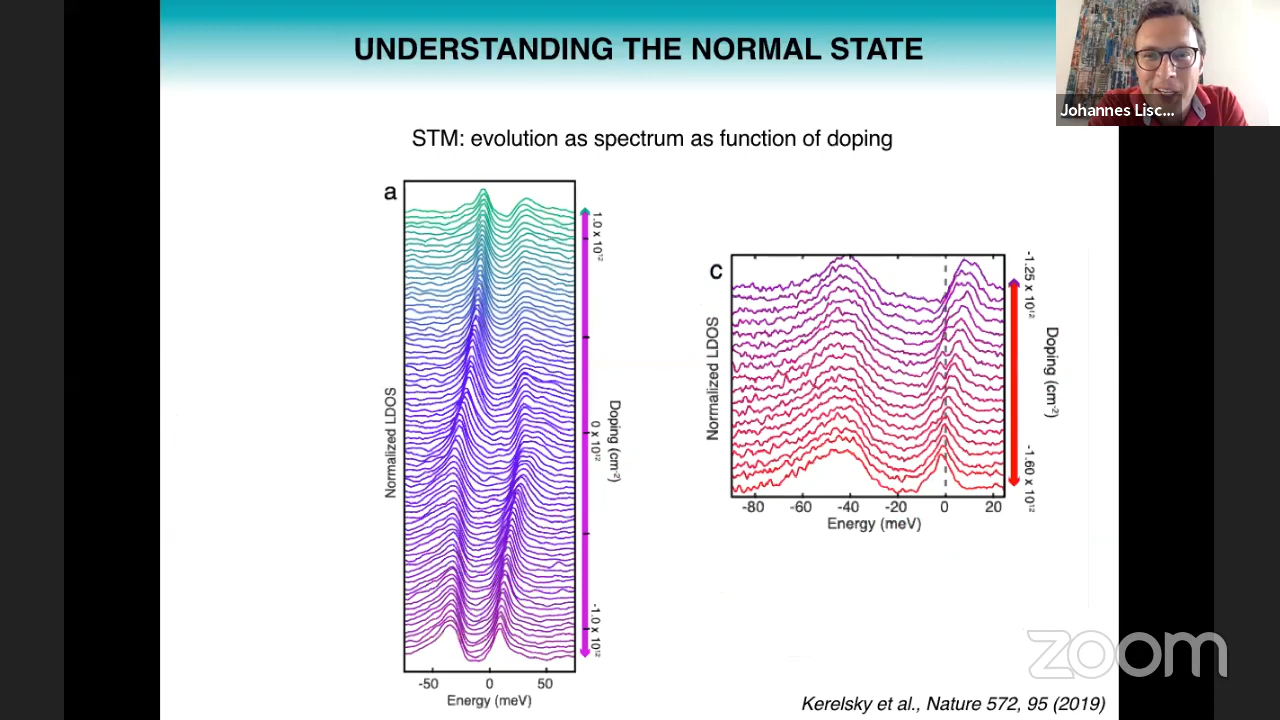 UNDERSTANDING THE NORMAL STATE
Johannes Lisc...
STM: evolution as spectrum as function of doping
a
Normalized LDOS
1.0 x 10¹²
0 x 10¹²
-1.0 x 10¹²
Doping (cm⁻²)
-50 0 50
Energy (meV)
c
Normalized LDOS
-1.25 x 10¹²
-1.60 x 10¹²
Doping (cm⁻²)
-80 -60 -40 -20 0 20
Energy (meV)
zoom
Kerelsky et al., Nature 572, 95 (2019)